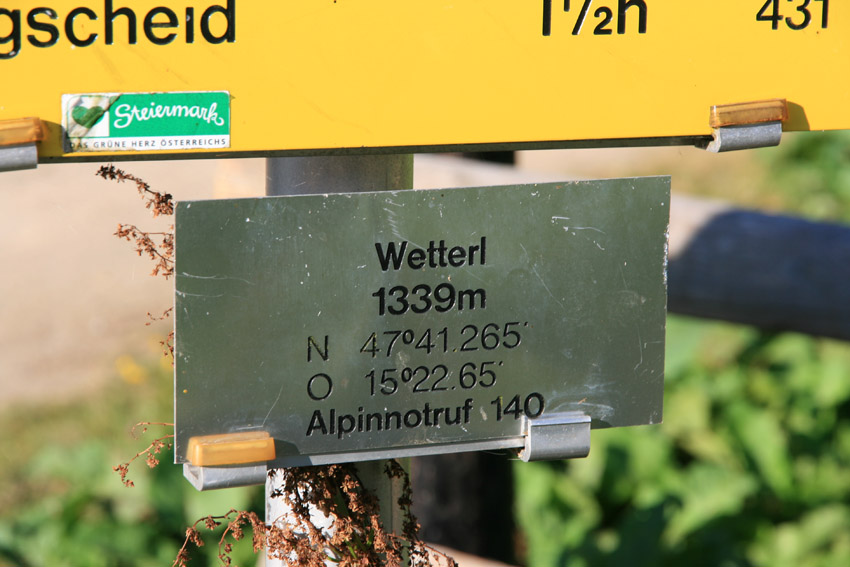 gscheid 1½h 431
Steiermark
DAS GRÜNE HERZ ÖSTERREICHS
Wetterl
1339m
N 47º41.265'
O 15º22.65'
Alpinnotruf 140